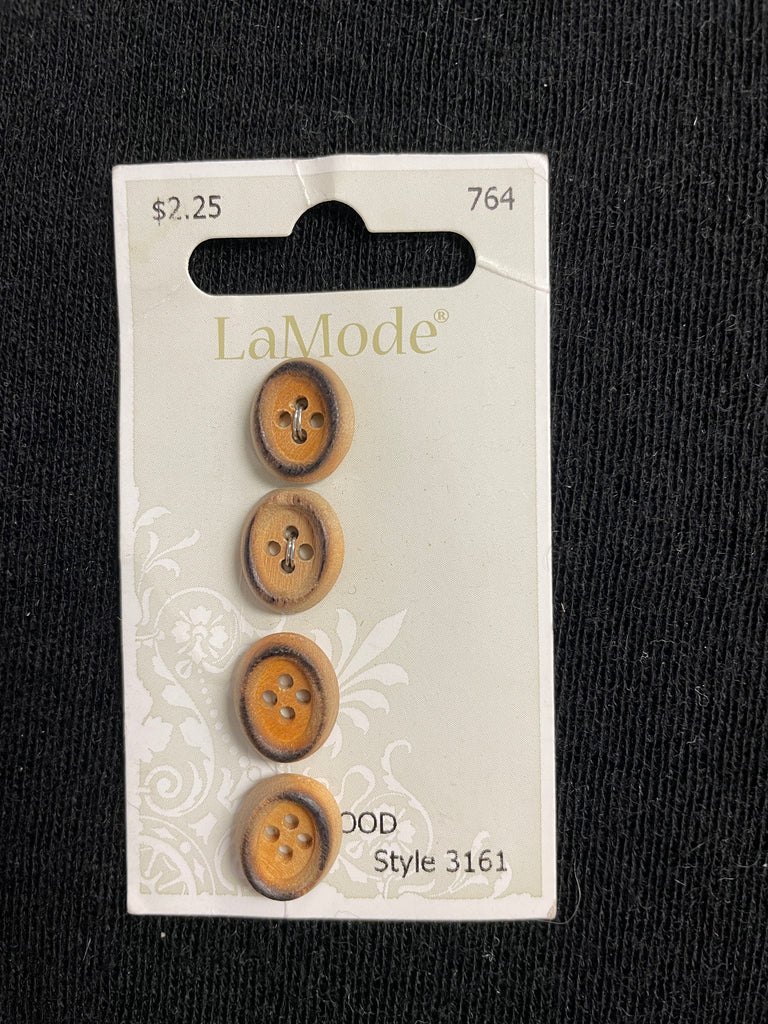 $2.25 764
LaMode®
OOD
Style 3161